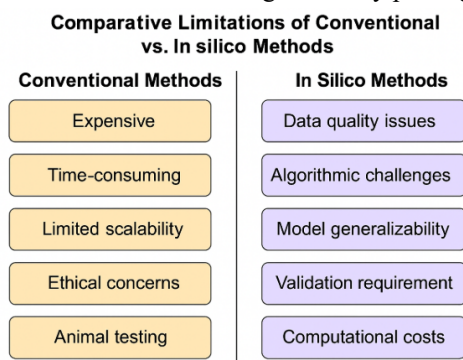 Comparative Limitations of Conventional
vs. In silico Methods
Conventional Methods
Expensive
Time-consuming
Limited scalability
Ethical concerns
Animal testing
In Silico Methods
Data quality issues
Algorithmic challenges
Model generalizability
Validation requirement
Computational costs